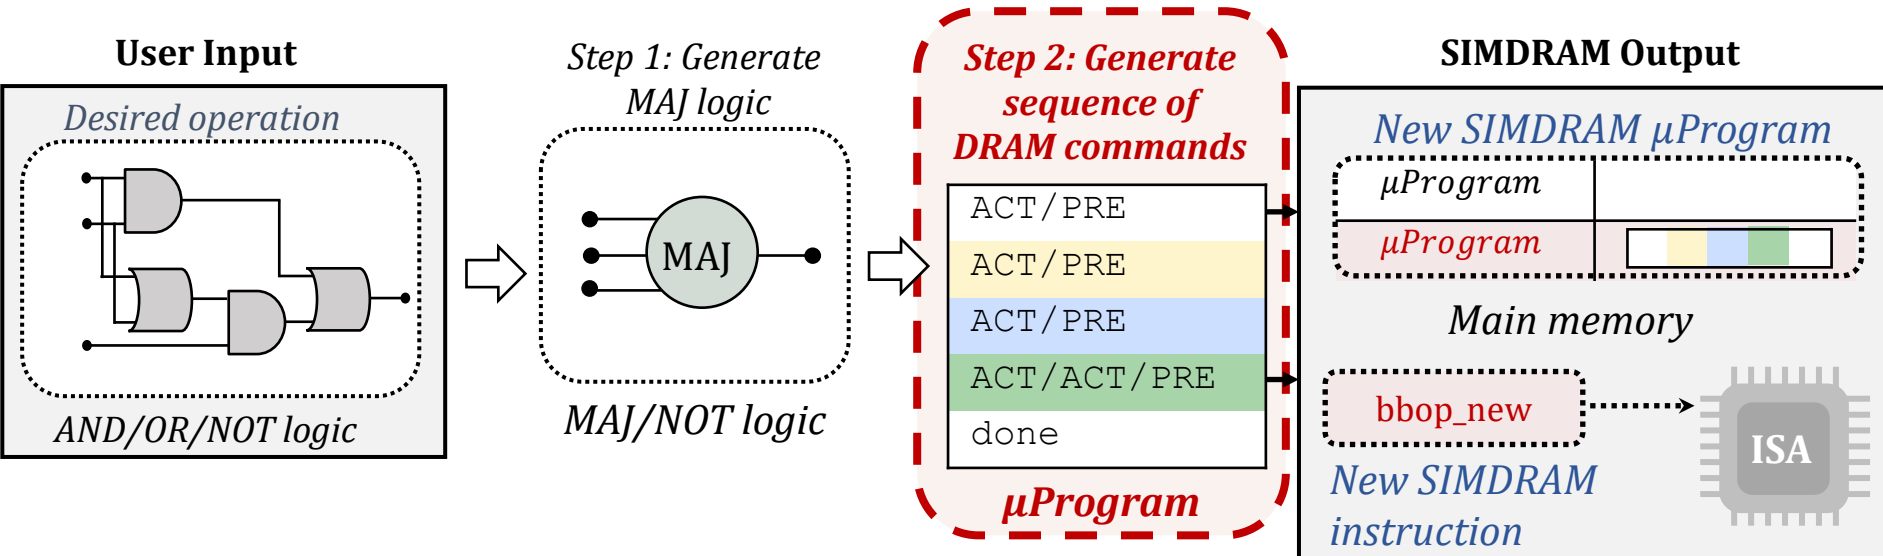 User Input
Desired operation
AND/OR/NOT logic
Step 1: Generate
MAJ logic
MAJ
MAJ/NOT logic
Step 2: Generate
sequence of
DRAM commands
ACT/PRE
ACT/PRE
ACT/PRE
ACT/ACT/PRE
done
μProgram
SIMDRAM Output
New SIMDRAM μProgram
μProgram
μProgram
Main memory
bbop_new
ISA
New SIMDRAM
instruction